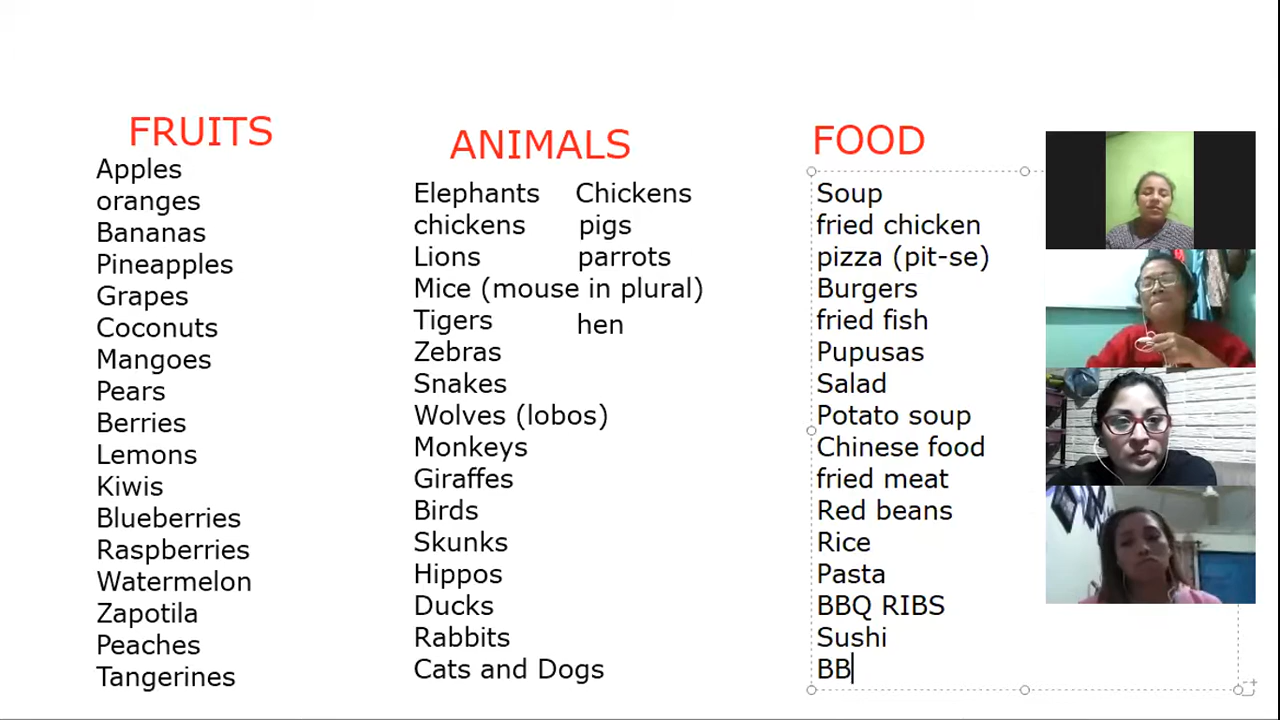 FRUITS
Apples
oranges
Bananas
Pineapples
Grapes
Coconuts
Mangoes
Pears
Berries
Lemons
Kiwis
Blueberries
Raspberries
Watermelon
Zapotila
Peaches
Tangerines
ANIMALS
Elephants
chickens
Lions
Mice (mouse in plural)
Tigers
Zebras
Snakes
Wolves (lobos)
Monkeys
Giraffes
Birds
Skunks
Hippos
Ducks
Rabbits
Cats and Dogs
Chickens
pigs
parrots
hen
FOOD
Soup
fried chicken
pizza (pit-se)
Burgers
fried fish
Pupusas
Salad
Potato soup
Chinese food
fried meat
Red beans
Rice
Pasta
BBQ RIBS
Sushi
BB